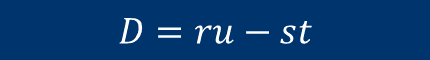 D = ru − st